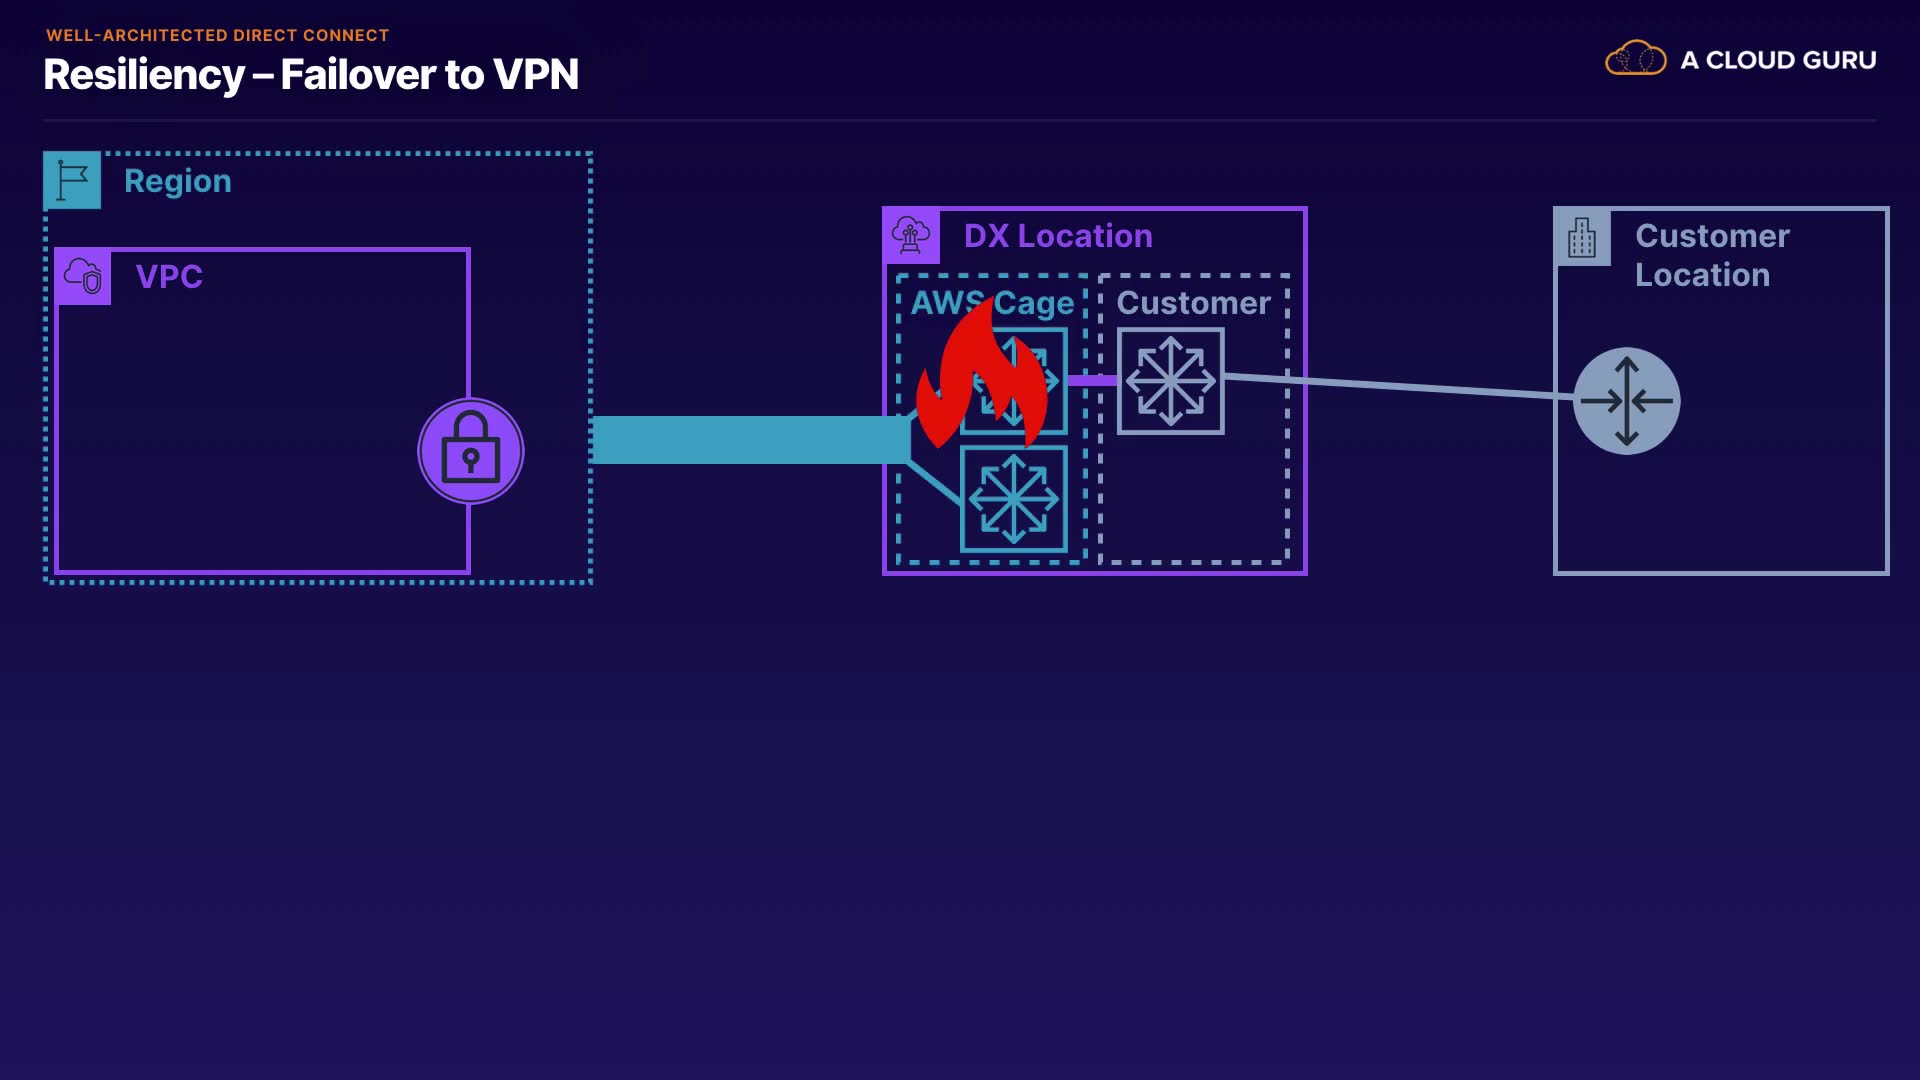 WELL-ARCHITECTED DIRECT CONNECT
Resiliency – Failover to VPN
A CLOUD GURU
Region
VPC
DX Location
AWS Cage
Customer
Customer
Location